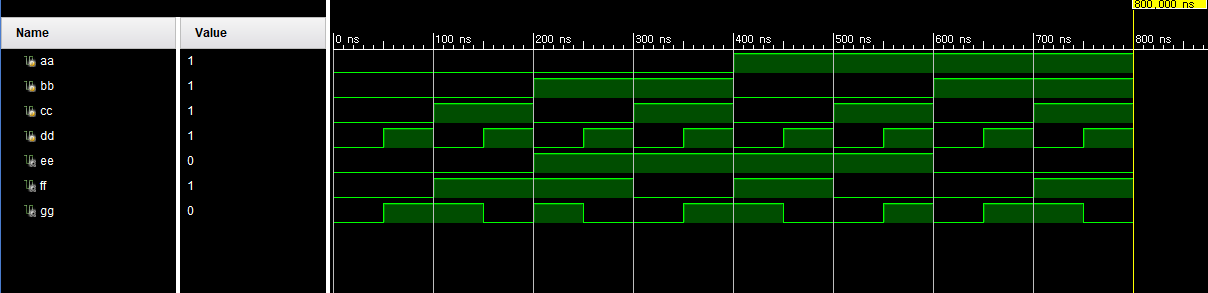 800,000 ns
Name Value
0 ns 100 ns 200 ns 300 ns 400 ns 500 ns 600 ns 700 ns 800 ns
aa 1
bb 1
cc 1
dd 1
ee 0
ff 1
gg 0